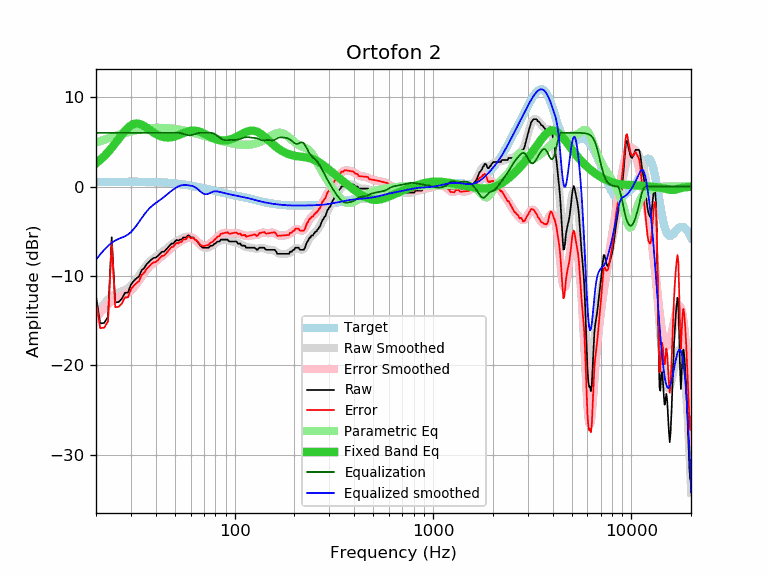 Ortofon 2
Amplitude (dBr)
10
0
−10
−20
−30
Target
Raw Smoothed
Error Smoothed
Raw
Error
Parametric Eq
Fixed Band Eq
Equalization
Equalized smoothed
100
1000
10000
Frequency (Hz)